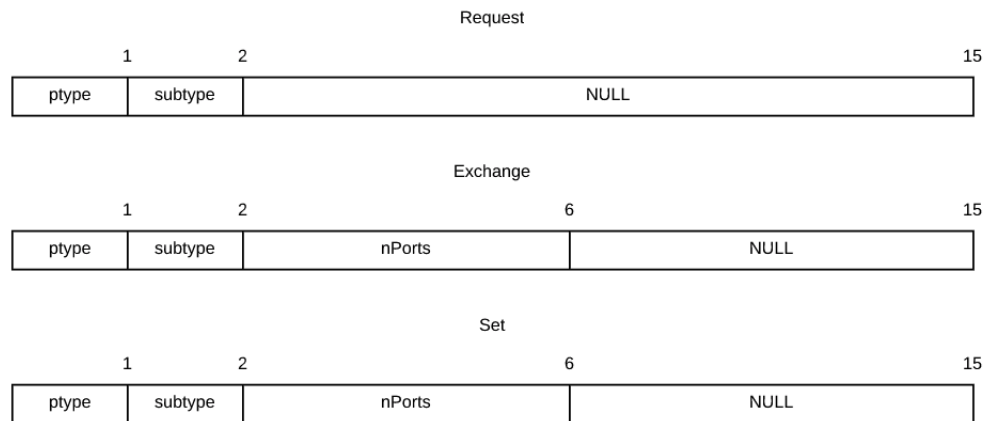 Request
1 2 15
ptype subtype NULL
Exchange
1 2 6 15
ptype subtype nPorts NULL
Set
1 2 6 15
ptype subtype nPorts NULL